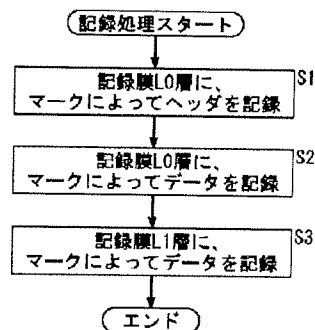 記録処理スタート
S1
記録膜L0層に、
マークによってヘッダを記録
S2
記録膜L0層に、
マークによってデータを記録
S3
記録膜L1層に、
マークによってデータを記録
エンド